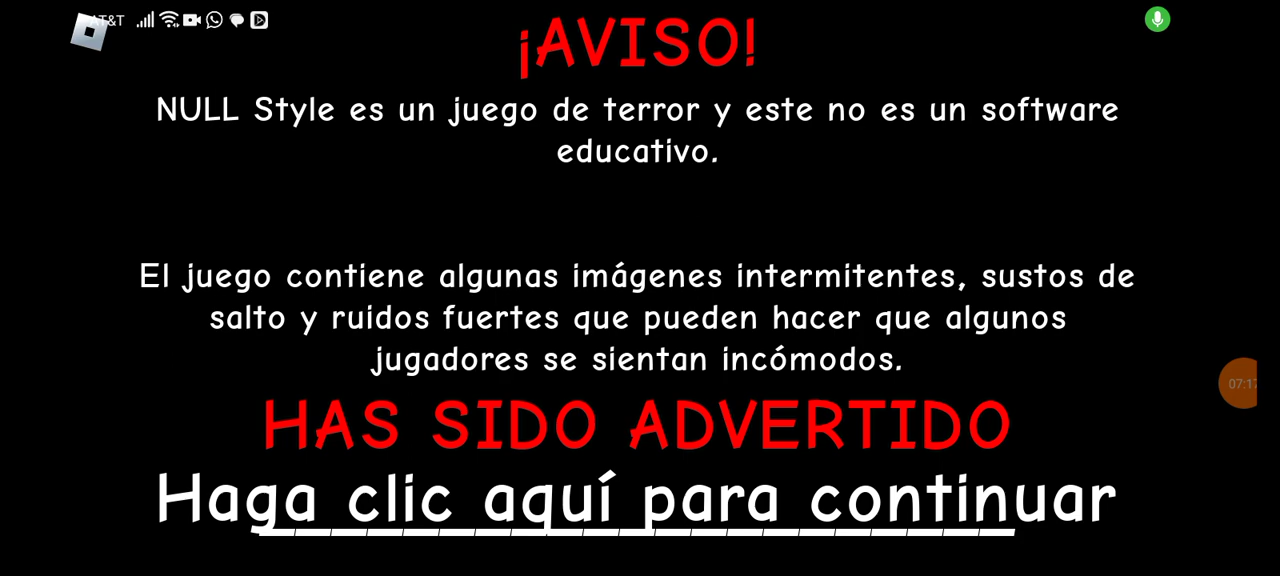 AT&T
¡AVISO!
NULL Style es un juego de terror y este no es un software
educativo.
El juego contiene algunas imágenes intermitentes, sustos de
salto y ruidos fuertes que pueden hacer que algunos
jugadores se sientan incómodos.
07:17
HAS SIDO ADVERTIDO
Haga clic aquí para continuar